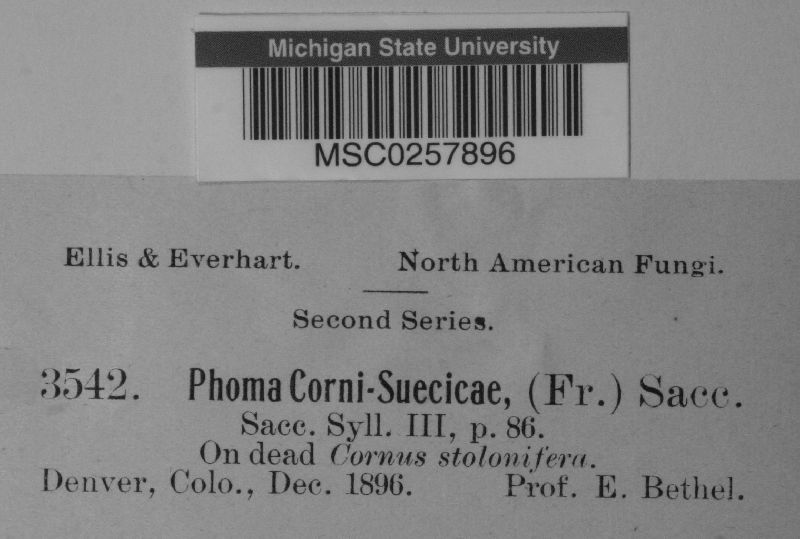 Michigan State University
MSC0257896
Ellis & Everhart. North American Fungi.
Second Series.
3542. Phoma Corni-Suecicae, (Fr.) Sacc.
Sacc. Syll. III, p. 86.
On dead Cornus stolonifera.
Denver, Colo., Dec. 1896. Prof. E. Bethel.